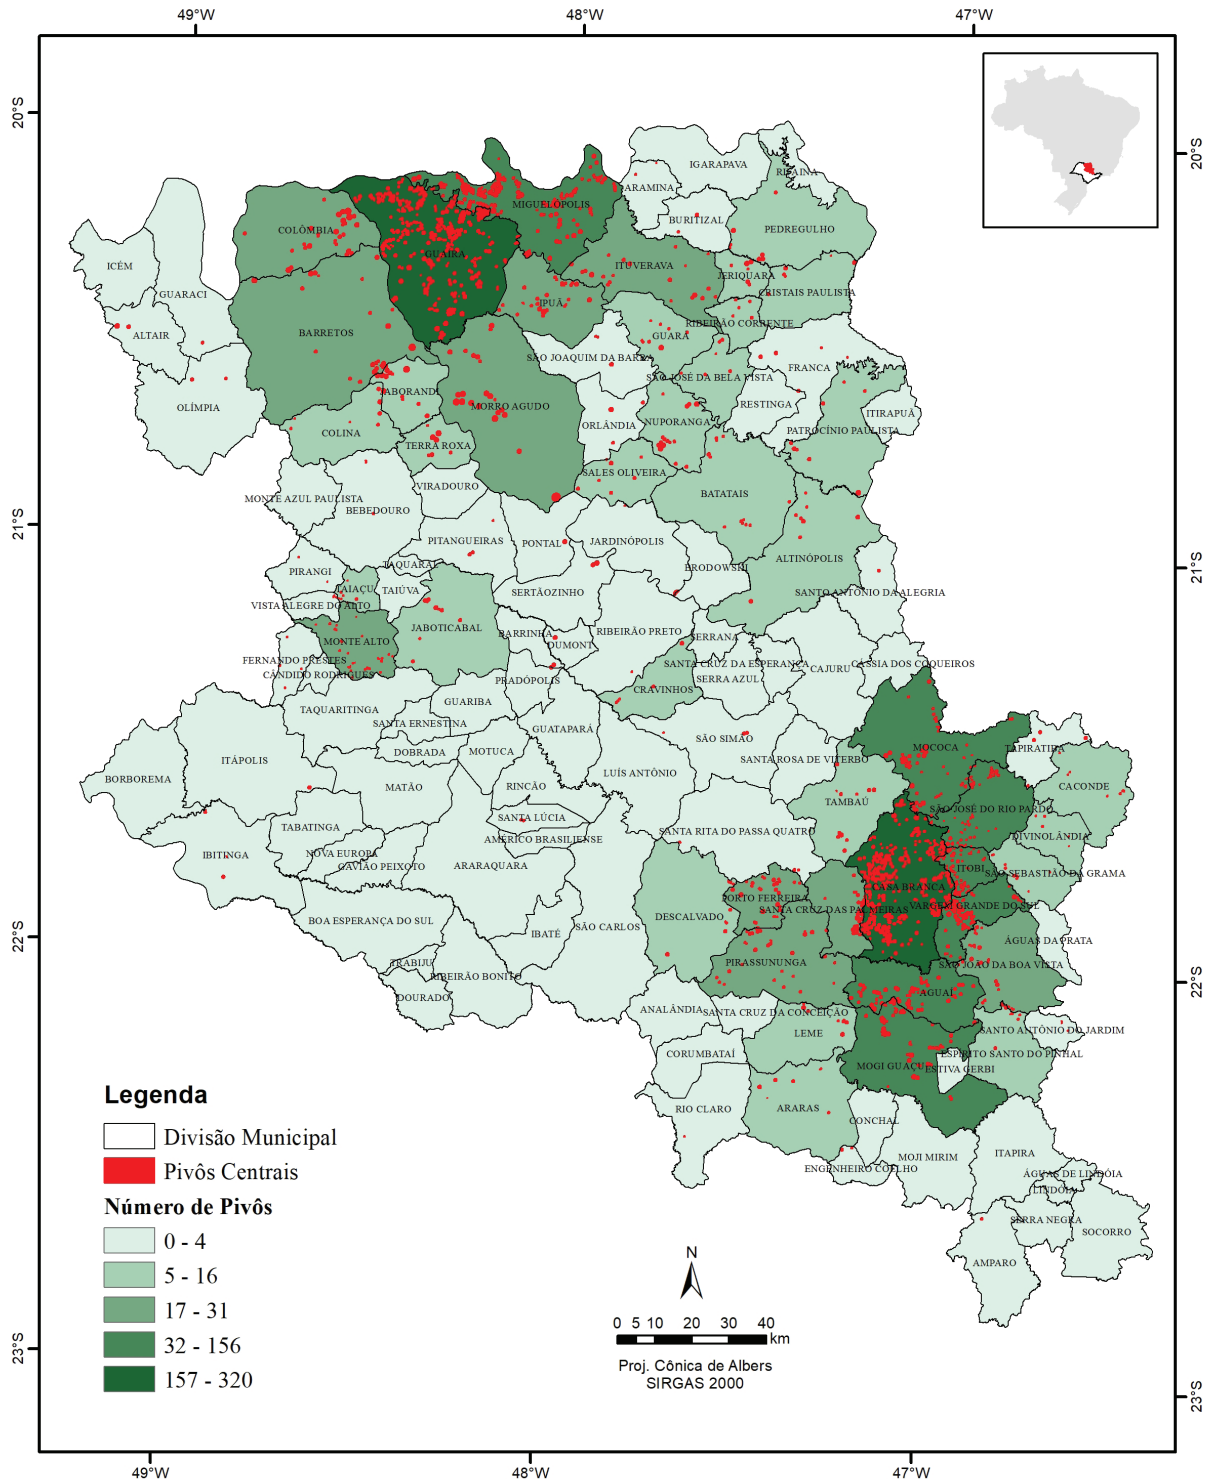 49°W 48°W 47°W
20°S
20°S
IGARAPAVA
RIFAINA
ARAMINA
MIGUELÓPOLIS
BURITIZAL
COLÔMBIA
PEDREGULHO
GUAÍRA
ICÉM
ITUVERAVA
JERIQUARA
GUARACI
CRISTAIS PAULISTA
IPUÃ
RIBEIRÃO CORRENTE
ALTAIR
BARRETOS
GUARÁ
SÃO JOAQUIM DA BARRA
FRANCA
SÃO JOSÉ DA BELA VISTA
JABORANDI
RESTINGA
OLÍMPIA
MORRO AGUDO
ITIRAPUÃ
ORLÂNDIA
NUPORANGA
PATROCÍNIO PAULISTA
COLINA
TERRA ROXA
SALES OLIVEIRA
VIRADOURO
BATATAIS
MONTE AZUL PAULISTA
BEBEDOURO
21°S
PITANGUEIRAS
PONTAL
JARDINÓPOLIS
ALTINÓPOLIS
TAQUARAL
BRODOWSKI
21°S
PIRANGI
TAIAÇU
TAIÚVA
SERTÃOZINHO
SANTO ANTÔNIO DA ALEGRIA
VISTA ALEGRE DO ALTO
JABOTICABAL
BARRINHA
RIBEIRÃO PRETO
SERRANA
MONTE ALTO
DUMONT
FERNANDO PRESTES
SANTA CRUZ DA ESPERANÇA
CAJURU
CÁSSIA DOS COQUEIROS
CÂNDIDO RODRIGUES
PRADÓPOLIS
SERRA AZUL
CRAVINHOS
GUARIBA
TAQUARITINGA
SANTA ERNESTINA
GUATAPARÁ
SÃO SIMÃO
MOCOCA
TAPIRATIBA
DOBRADA
MOTUCA
ITÁPOLIS
SANTA ROSA DE VITERBO
LUÍS ANTÔNIO
BORBOREMA
MATÃO
RINCÃO
CACONDE
TAMBAÚ
SÃO JOSÉ DO RIO PARDO
SANTA LÚCIA
TABATINGA
SANTA RITA DO PASSA QUATRO
DIVINOLÂNDIA
AMÉRICO BRASILIENSE
IBITINGA
NOVA EUROPA
GAVIÃO PEIXOTO
ARARAQUARA
ITOBI
SÃO SEBASTIÃO DA GRAMA
CASA BRANCA
PORTO FERREIRA
SANTA CRUZ DAS PALMEIRAS
VARGEM GRANDE DO SUL
BOA ESPERANÇA DO SUL
DESCALVADO
SÃO CARLOS
IBATÉ
22°S
ÁGUAS DA PRATA
TRABIJU
PIRASSUNUNGA
SÃO JOÃO DA BOA VISTA
RIBEIRÃO BONITO
22°S
DOURADO
AGUAÍ
ANALÂNDIA
SANTA CRUZ DA CONCEIÇÃO
LEME
SANTO ANTÔNIO DO JARDIM
CORUMBATAÍ
ESPÍRITO SANTO DO PINHAL
MOGI GUAÇU
ESTIVA GERBI
RIO CLARO
ARARAS
CONCHAL
MOJI MIRIM
ITAPIRA
ENGENHEIRO COELHO
ÁGUAS DE LINDÓIA
LINDÓIA
SERRA NEGRA
SOCORRO
AMPARO
Legenda
Divisão Municipal
Pivôs Centrais
Número de Pivôs
0 - 4
5 - 16
17 - 31
32 - 156
157 - 320
N
0 5 10 20 30 40
km
Proj. Cônica de Albers
SIRGAS 2000
23°S
23°S
49°W 48°W 47°W